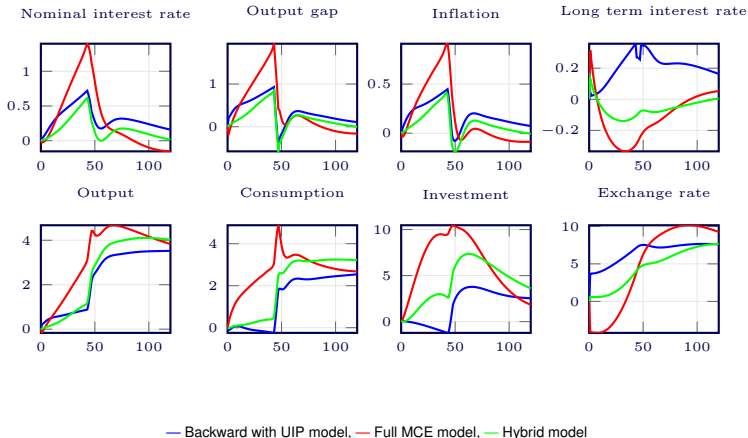 Nominal interest rate
Output gap
Inflation
Long term interest rate
1
0.5
0
0 50 100
1
0
0 50 100
0.5
0
0 50 100
0.2
0
−0.2
0 50 100
Output
Consumption
Investment
Exchange rate
4
2
0
0 50 100
4
2
0
0 50 100
10
5
0
0 50 100
10
5
0
0 50 100
Backward with UIP model, Full MCE model, Hybrid model